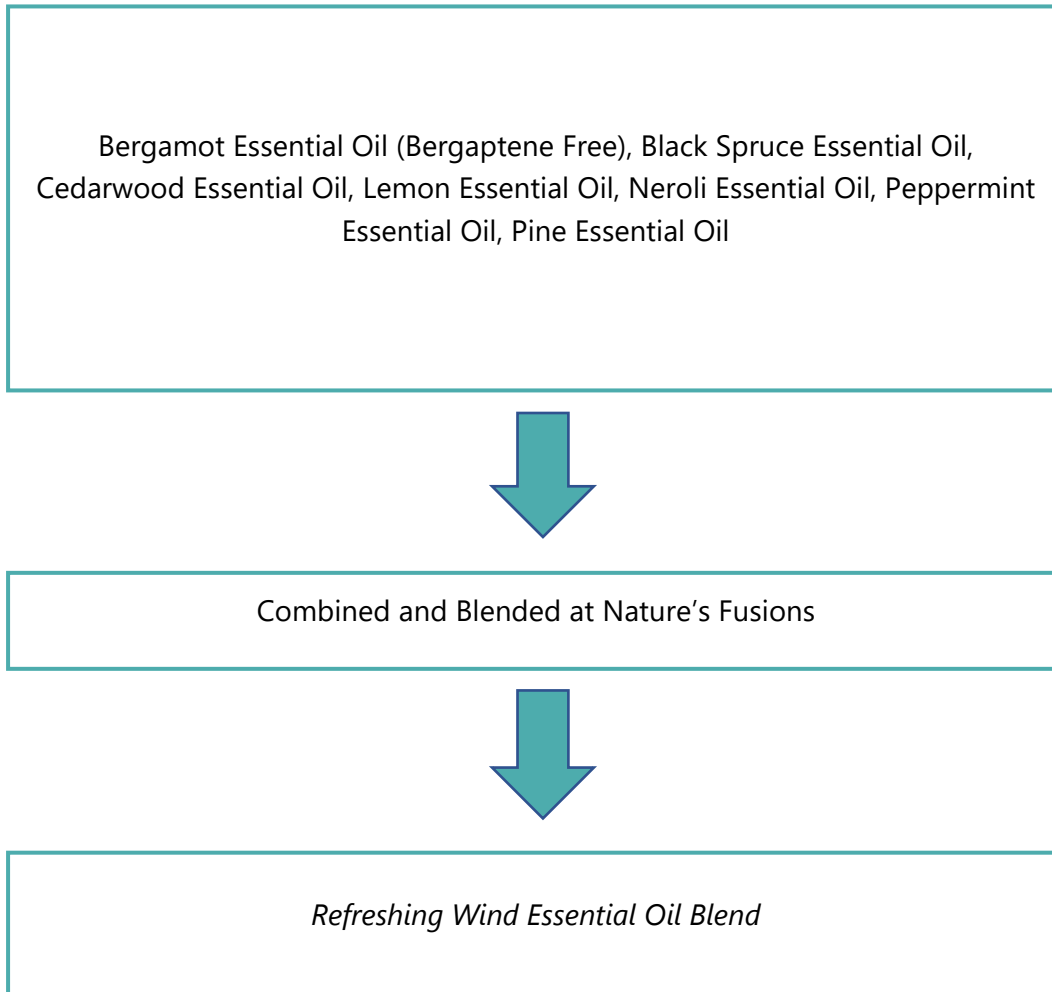 Bergamot Essential Oil (Bergaptene Free), Black Spruce Essential Oil,
Cedarwood Essential Oil, Lemon Essential Oil, Neroli Essential Oil, Peppermint
Essential Oil, Pine Essential Oil
Combined and Blended at Nature’s Fusions
Refreshing Wind Essential Oil Blend